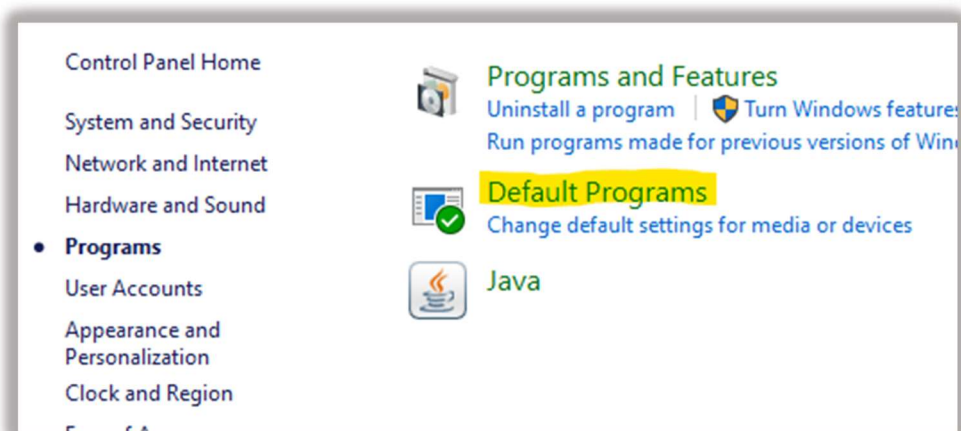 Control Panel Home
System and Security
Network and Internet
Hardware and Sound
Programs
User Accounts
Appearance and
Personalization
Clock and Region
Programs and Features
Uninstall a program
Turn Windows features
Run programs made for previous versions of
Default Programs
Change default settings for media or devices
Java